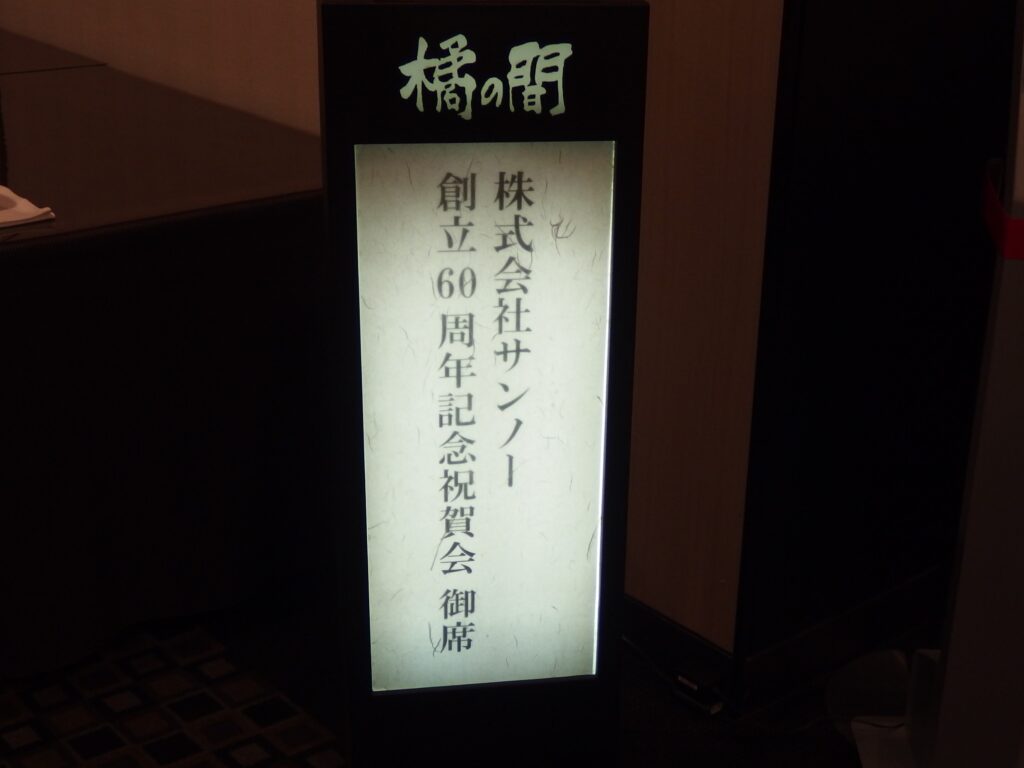 橘の間
株式会社サンノー
創立60周年記念祝賀会 御席